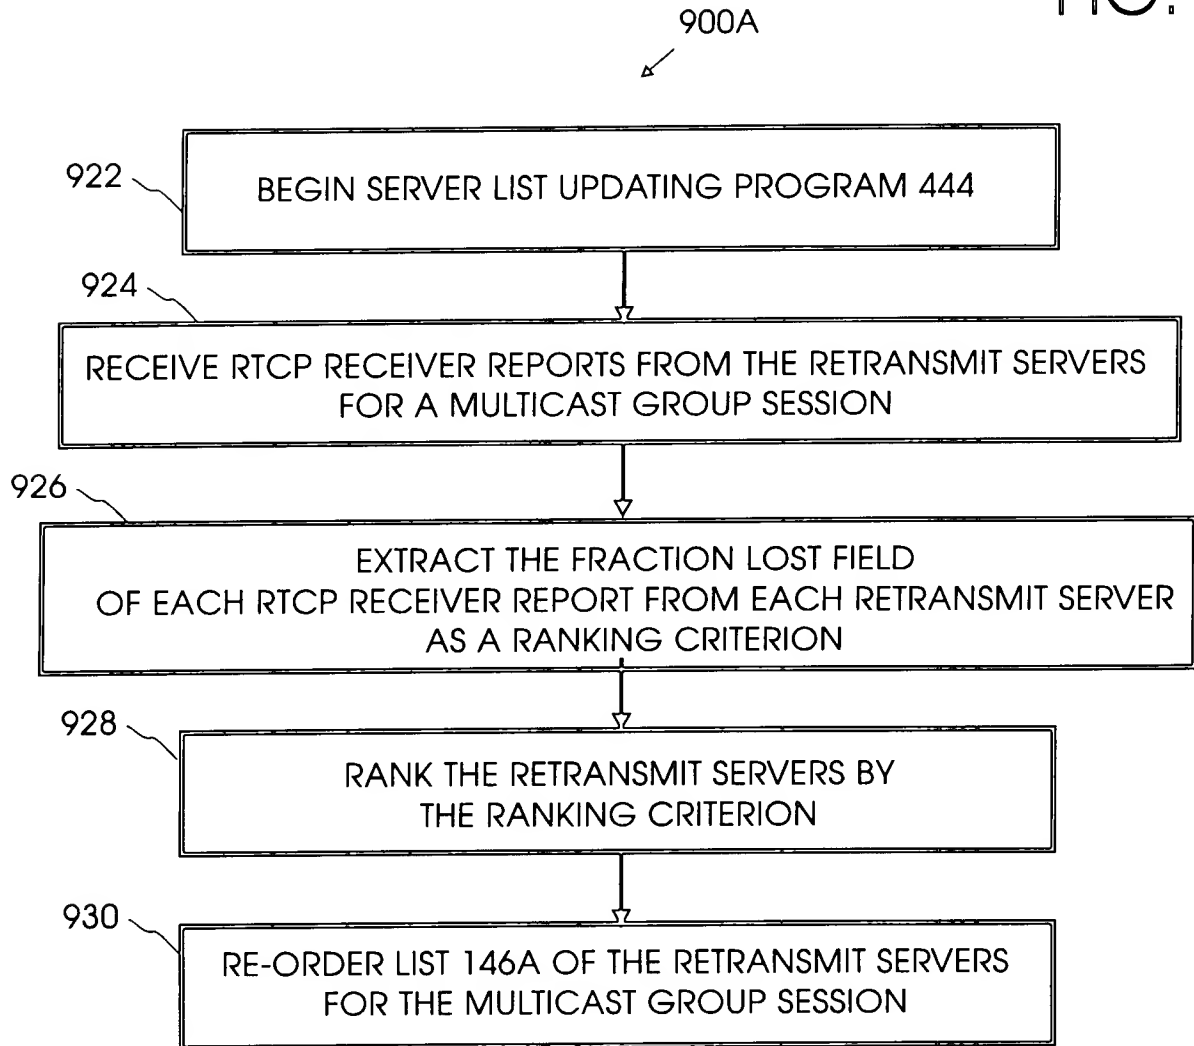 900A
922
BEGIN SERVER LIST UPDATING PROGRAM 444
924
RECEIVE RTCP RECEIVER REPORTS FROM THE RETRANSMIT SERVERS
FOR A MULTICAST GROUP SESSION
926
EXTRACT THE FRACTION LOST FIELD
OF EACH RTCP RECEIVER REPORT FROM EACH RETRANSMIT SERVER
AS A RANKING CRITERION
928
RANK THE RETRANSMIT SERVERS BY
THE RANKING CRITERION
930
RE-ORDER LIST 146A OF THE RETRANSMIT SERVERS
FOR THE MULTICAST GROUP SESSION